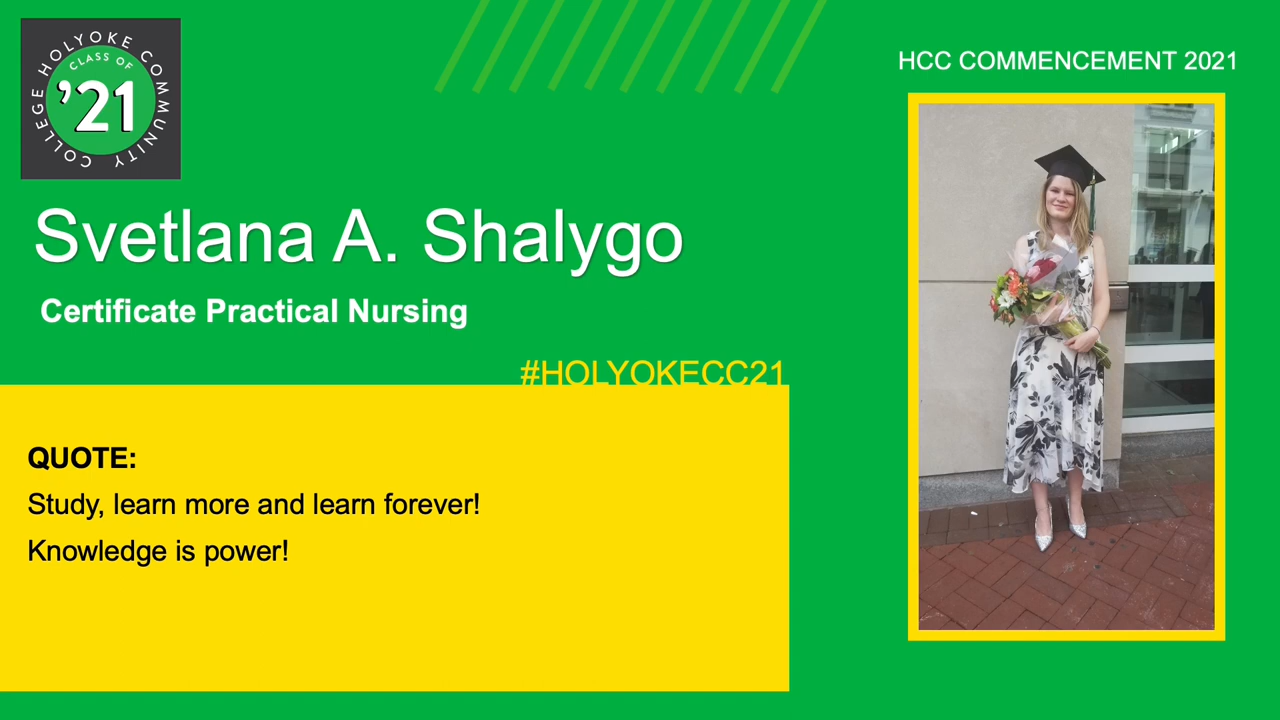 HOLYOKE COMMUNITY COLLEGE
CLASS OF
'21
HCC COMMENCEMENT 2021
Svetlana A. Shalygo
Certificate Practical Nursing
#HOLYOKECC21
QUOTE:
Study, learn more and learn forever!
Knowledge is power!